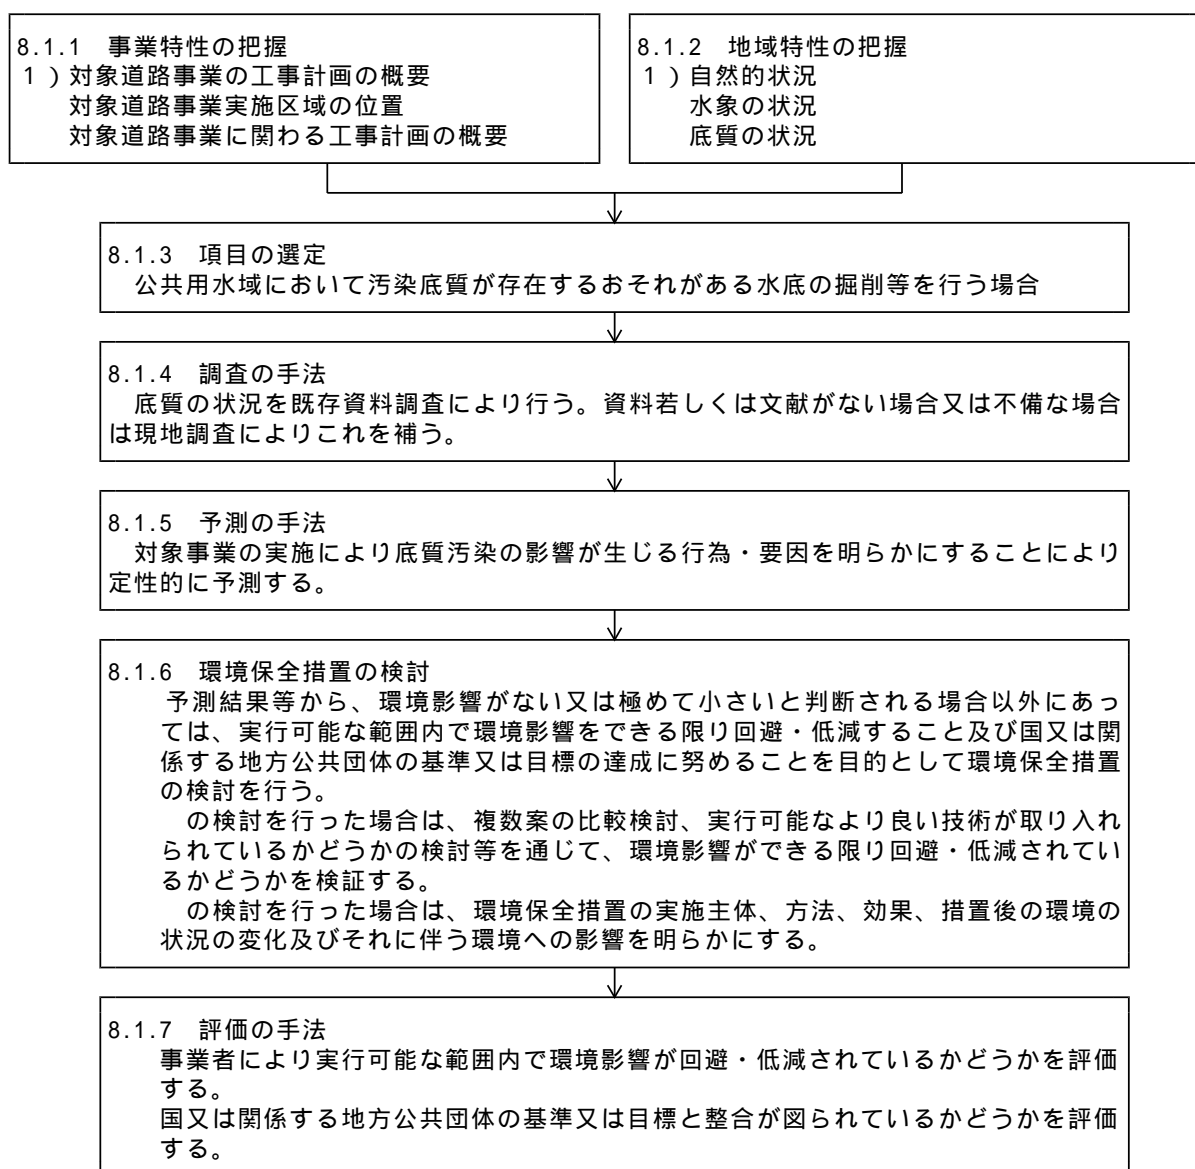 8.1.1　事業特性の把握
１）対象道路事業の工事計画の概要
対象道路事業実施区域の位置
対象道路事業に関わる工事計画の概要
8.1.2　地域特性の把握
１）自然的状況
水象の状況
底質の状況
8.1.3　項目の選定
公共用水域において汚染底質が存在するおそれがある水底の掘削等を行う場合
8.1.4　調査の手法
底質の状況を既存資料調査により行う。資料若しくは文献がない場合又は不備な場合
は現地調査によりこれを補う。
8.1.5　予測の手法
対象事業の実施により底質汚染の影響が生じる行為・要因を明らかにすることにより
定性的に予測する。
8.1.6　環境保全措置の検討
予測結果等から、環境影響がない又は極めて小さいと判断される場合以外にあっ
ては、実行可能な範囲内で環境影響をできる限り回避・低減すること及び国又は関
係する地方公共団体の基準又は目標の達成に努めることを目的として環境保全措置
の検討を行う。
の検討を行った場合は、複数案の比較検討、実行可能なより良い技術が取り入れ
られているかどうかの検討等を通じて、環境影響ができる限り回避・低減されてい
るかどうかを検証する。
の検討を行った場合は、環境保全措置の実施主体、方法、効果、措置後の環境の
状況の変化及びそれに伴う環境への影響を明らかにする。
8.1.7　評価の手法
事業者により実行可能な範囲内で環境影響が回避・低減されているかどうかを評価
する。
国又は関係する地方公共団体の基準又は目標と整合が図られているかどうかを評価
する。